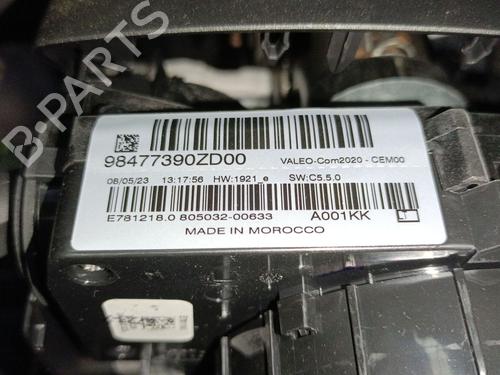 B-PARTS
98477390ZD00
VALEO-Com2020 - CEM00
08/05/23 13:17:56 HW:1921_e SW:C5.5.0
E781218.0 805032-00633 A001KK
MADE IN MOROCCO